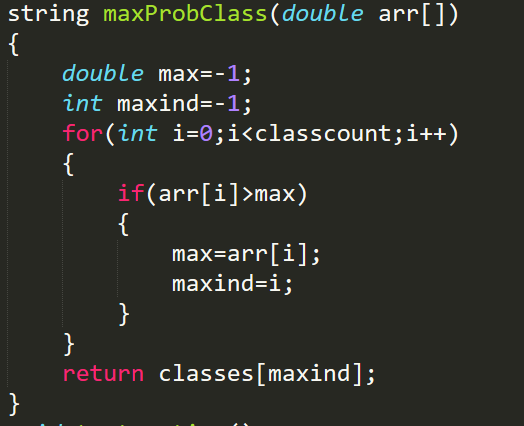 string maxProbClass(double arr[])
{
    double max=-1;
    int maxind=-1;
    for(int i=0;i<classcount;i++)
    {
        if(arr[i]>max)
        {
            max=arr[i];
            maxind=i;
        }
    }
    return classes[maxind];
}